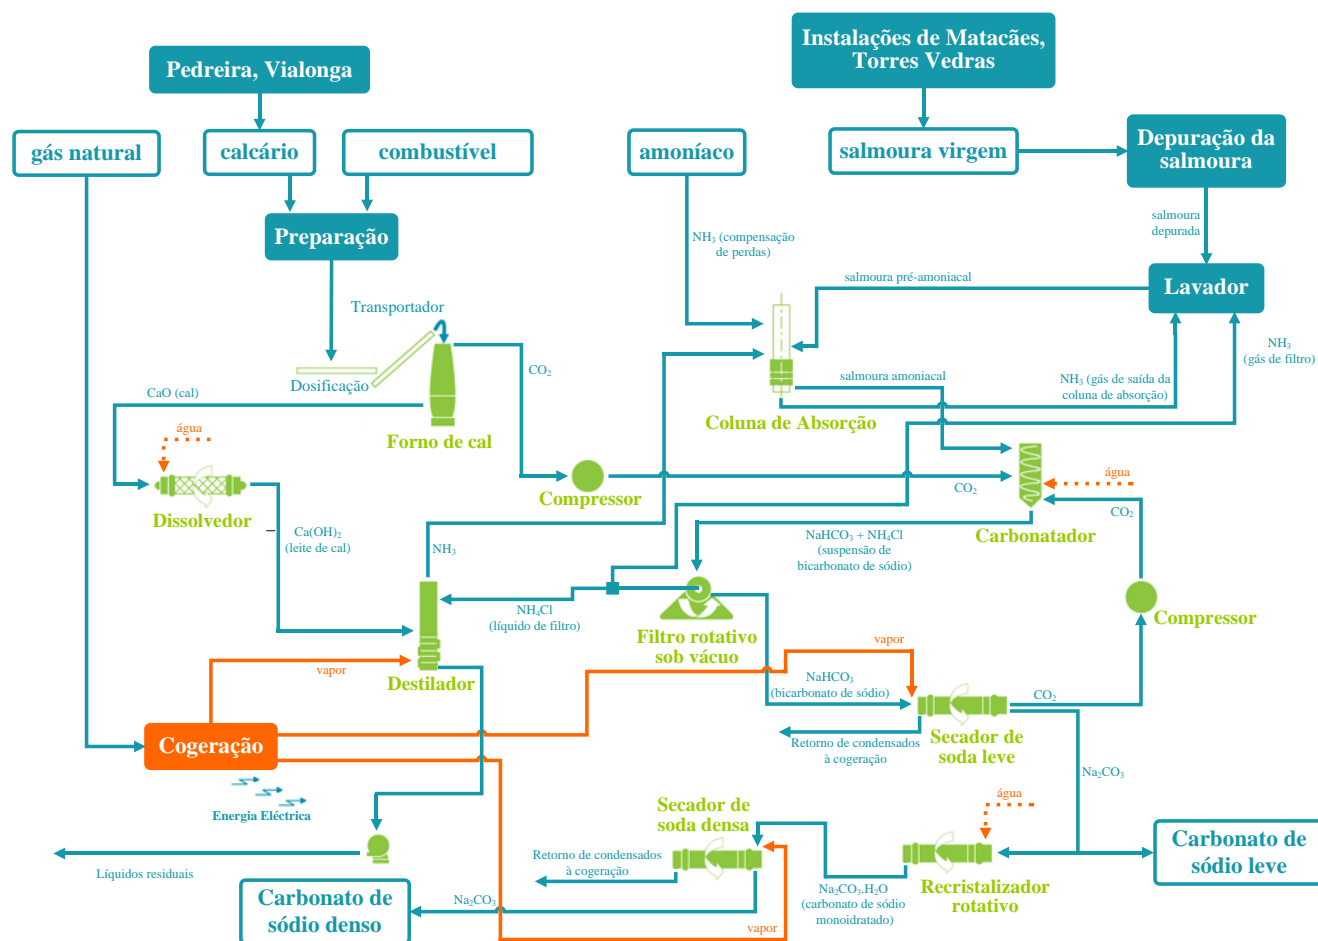 Instalações de Matacães,
Torres Vedras
Pedreira, Vialonga
gás natural
calcário
combustível
amoníaco
salmoura virgem
Depuração da
salmoura
Preparação
NH₃ (compensação
de perdas)
salmoura
depurada
salmoura pré-amoniacal
Lavador
Transportador
Dosificação
CO₂
NH₃
(gás de filtro)
salmoura amoniacal
NH₃ (gás de saída da
coluna de absorção)
CaO (cal)
Coluna de Absorção
Forno de cal
água
Compressor
CO₂
água
Dissolvedor
CO₂
Ca(OH)₂
(leite de cal)
NH₃
NaHCO₃ + NH₄Cl
(suspensão de
bicarbonato de sódio)
Carbonatador
NH₄Cl
(líquido de filtro)
Filtro rotativo
sob vácuo
vapor
Compressor
vapor
Destilador
NaHCO₃
(bicarbonato de sódio)
CO₂
Cogeração
Retorno de condensados
à cogeração
Secador de
soda leve
Na₂CO₃
Energia Eléctrica
Secador de
soda densa
água
Retorno de condensados
à cogeração
Carbonato de
sódio leve
Líquidos residuais
Na₂CO₃.H₂O
(carbonato de sódio
monoidratado)
Recristalizador
rotativo
Carbonato de
sódio denso
Na₂CO₃
vapor